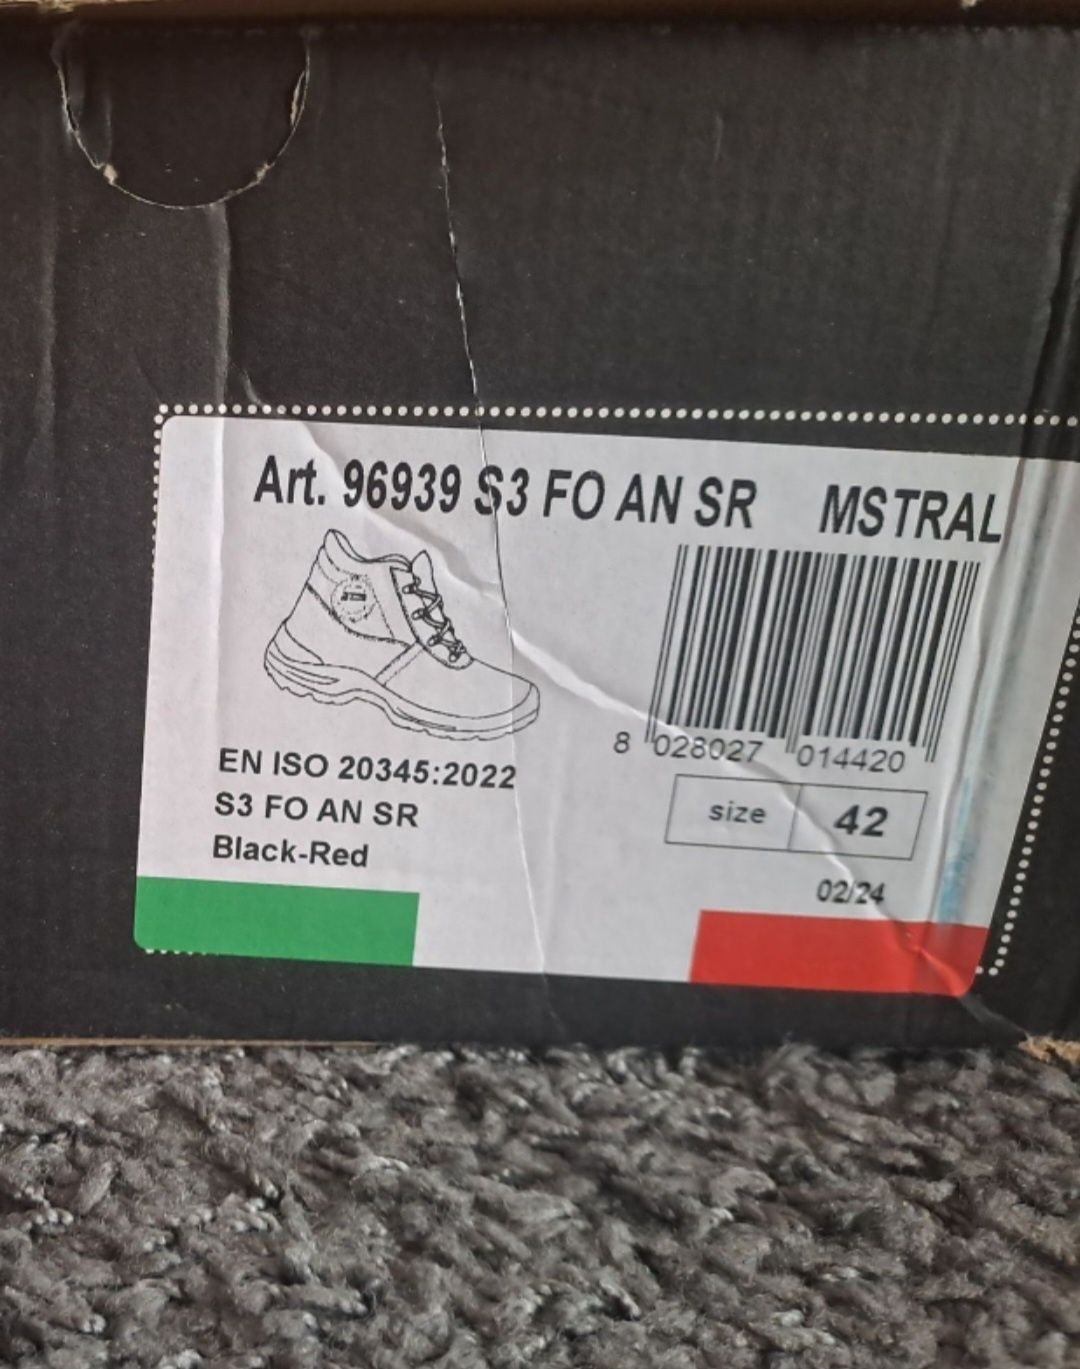 Art. 96939 S3 FO AN SR MSTRAL
8 028027 014420
EN ISO 20345:2022
S3 FO AN SR
Black-Red
size 42
02/24